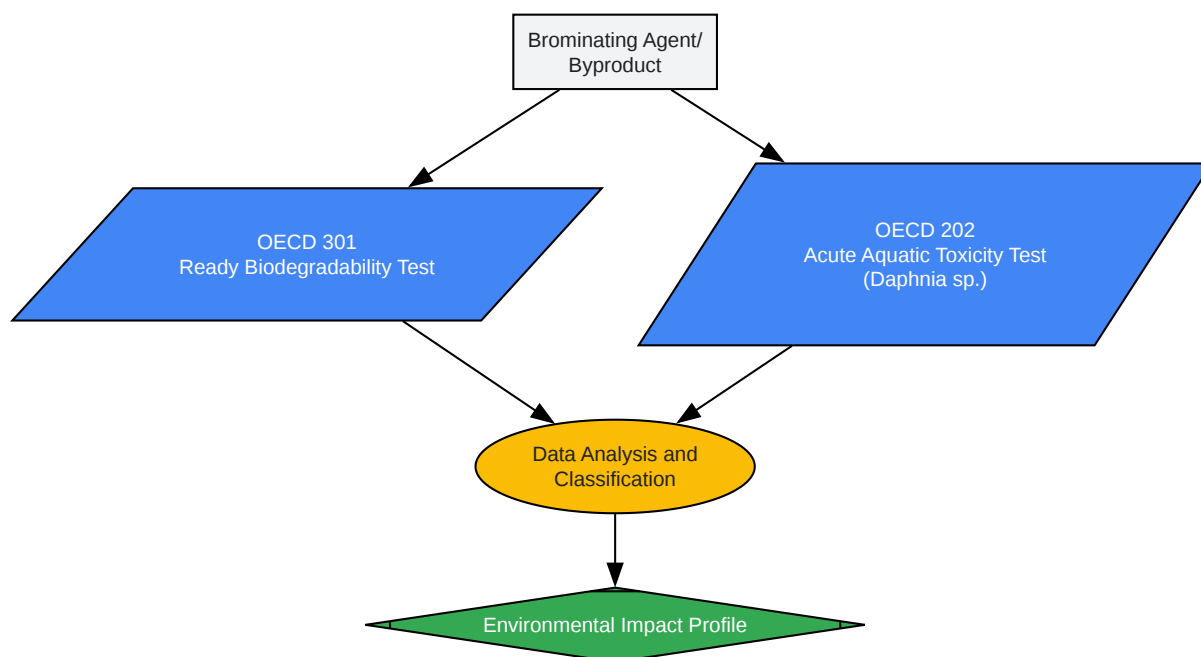 Brominating Agent/
Byproduct
OECD 301
Ready Biodegradability Test
OECD 202
Acute Aquatic Toxicity Test
(Daphnia sp.)
Data Analysis and
Classification
Environmental Impact Profile